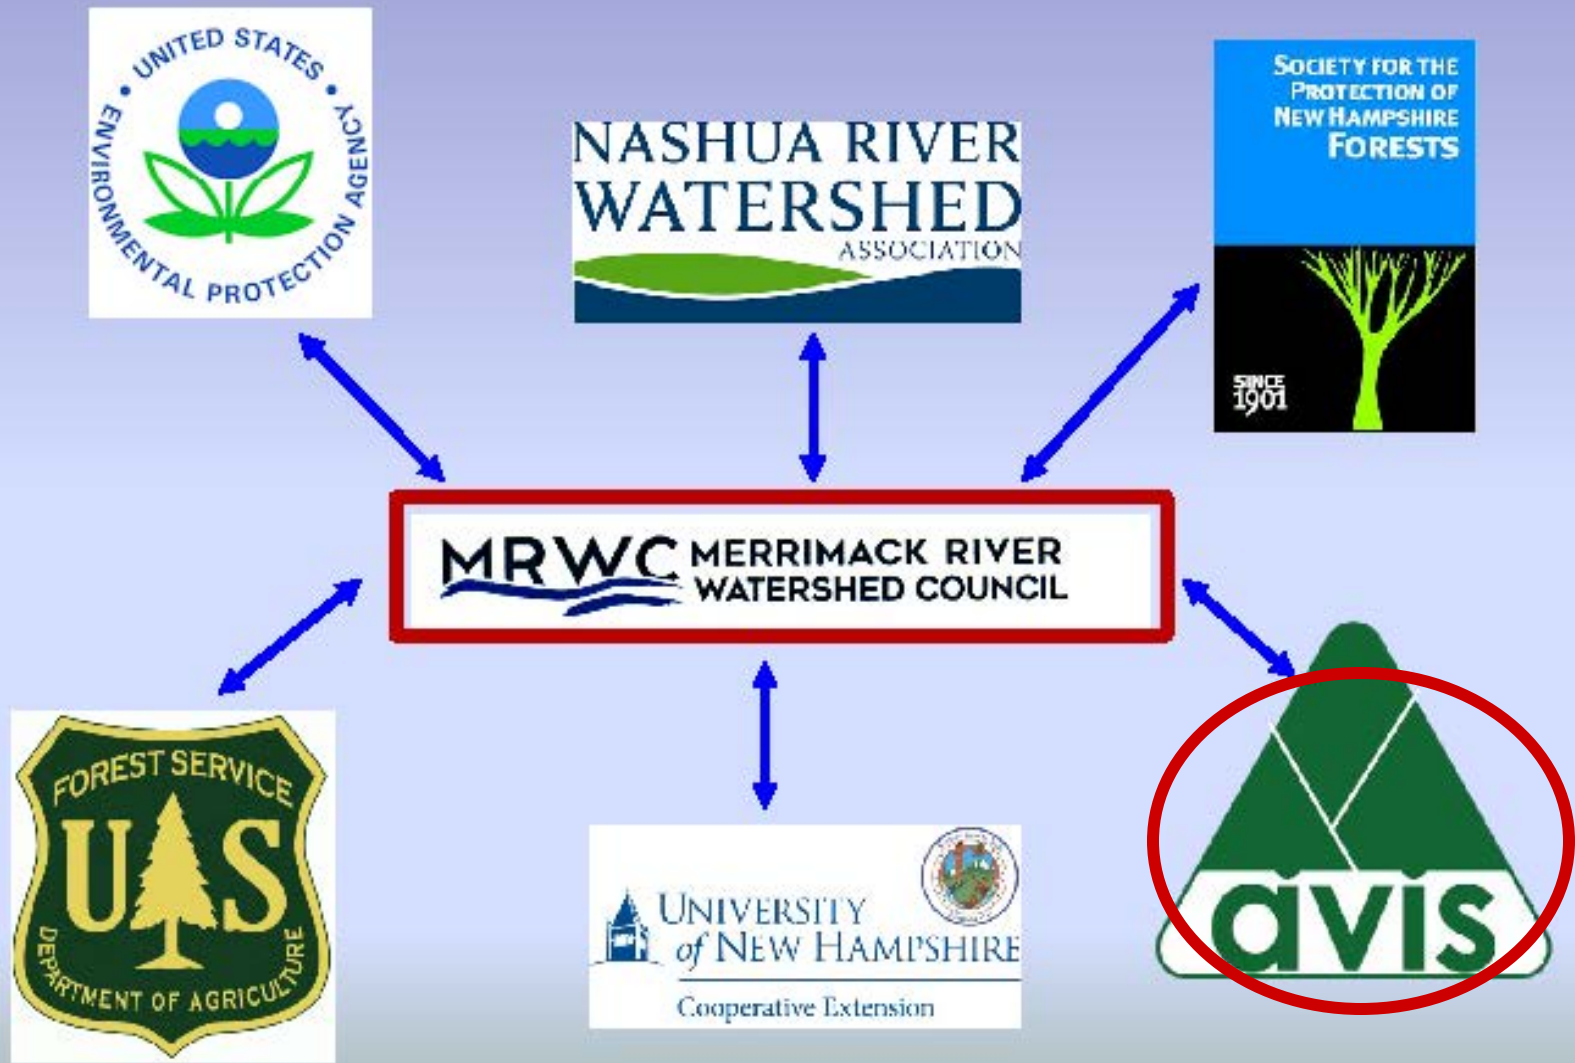 UNITED STATES
ENVIRONMENTAL PROTECTION AGENCY
NASHUA RIVER
WATERSHED
ASSOCIATION
SOCIETY FOR THE
PROTECTION OF
NEW HAMPSHIRE
FORESTS
SINCE
1901
MRWC
MERRIMACK RIVER
WATERSHED COUNCIL
FOREST SERVICE
U S
DEPARTMENT OF AGRICULTURE
UNIVERSITY
of NEW HAMPSHIRE
Cooperative Extension
avis